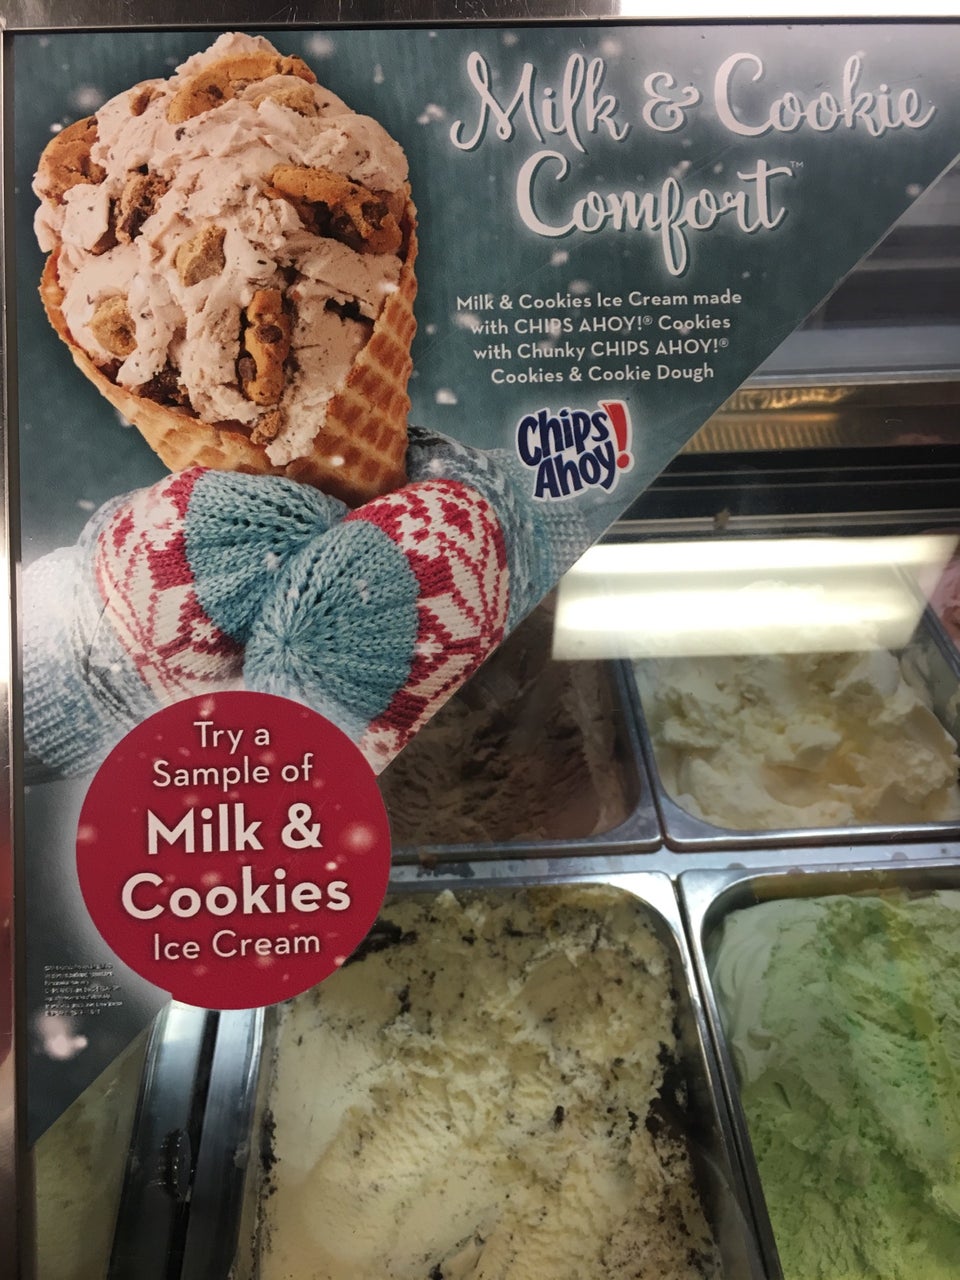 Milk & Cookie
Comfort™
Milk & Cookies Ice Cream made
with CHIPS AHOY!® Cookies
with Chunky CHIPS AHOY!®
Cookies & Cookie Dough
Chips
Ahoy!
Try a
Sample of
Milk &
Cookies
Ice Cream